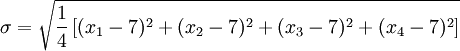 σ = √(1/4 [(x₁ − 7)² + (x₂ − 7)² + (x₃ − 7)² + (x₄ − 7)²])